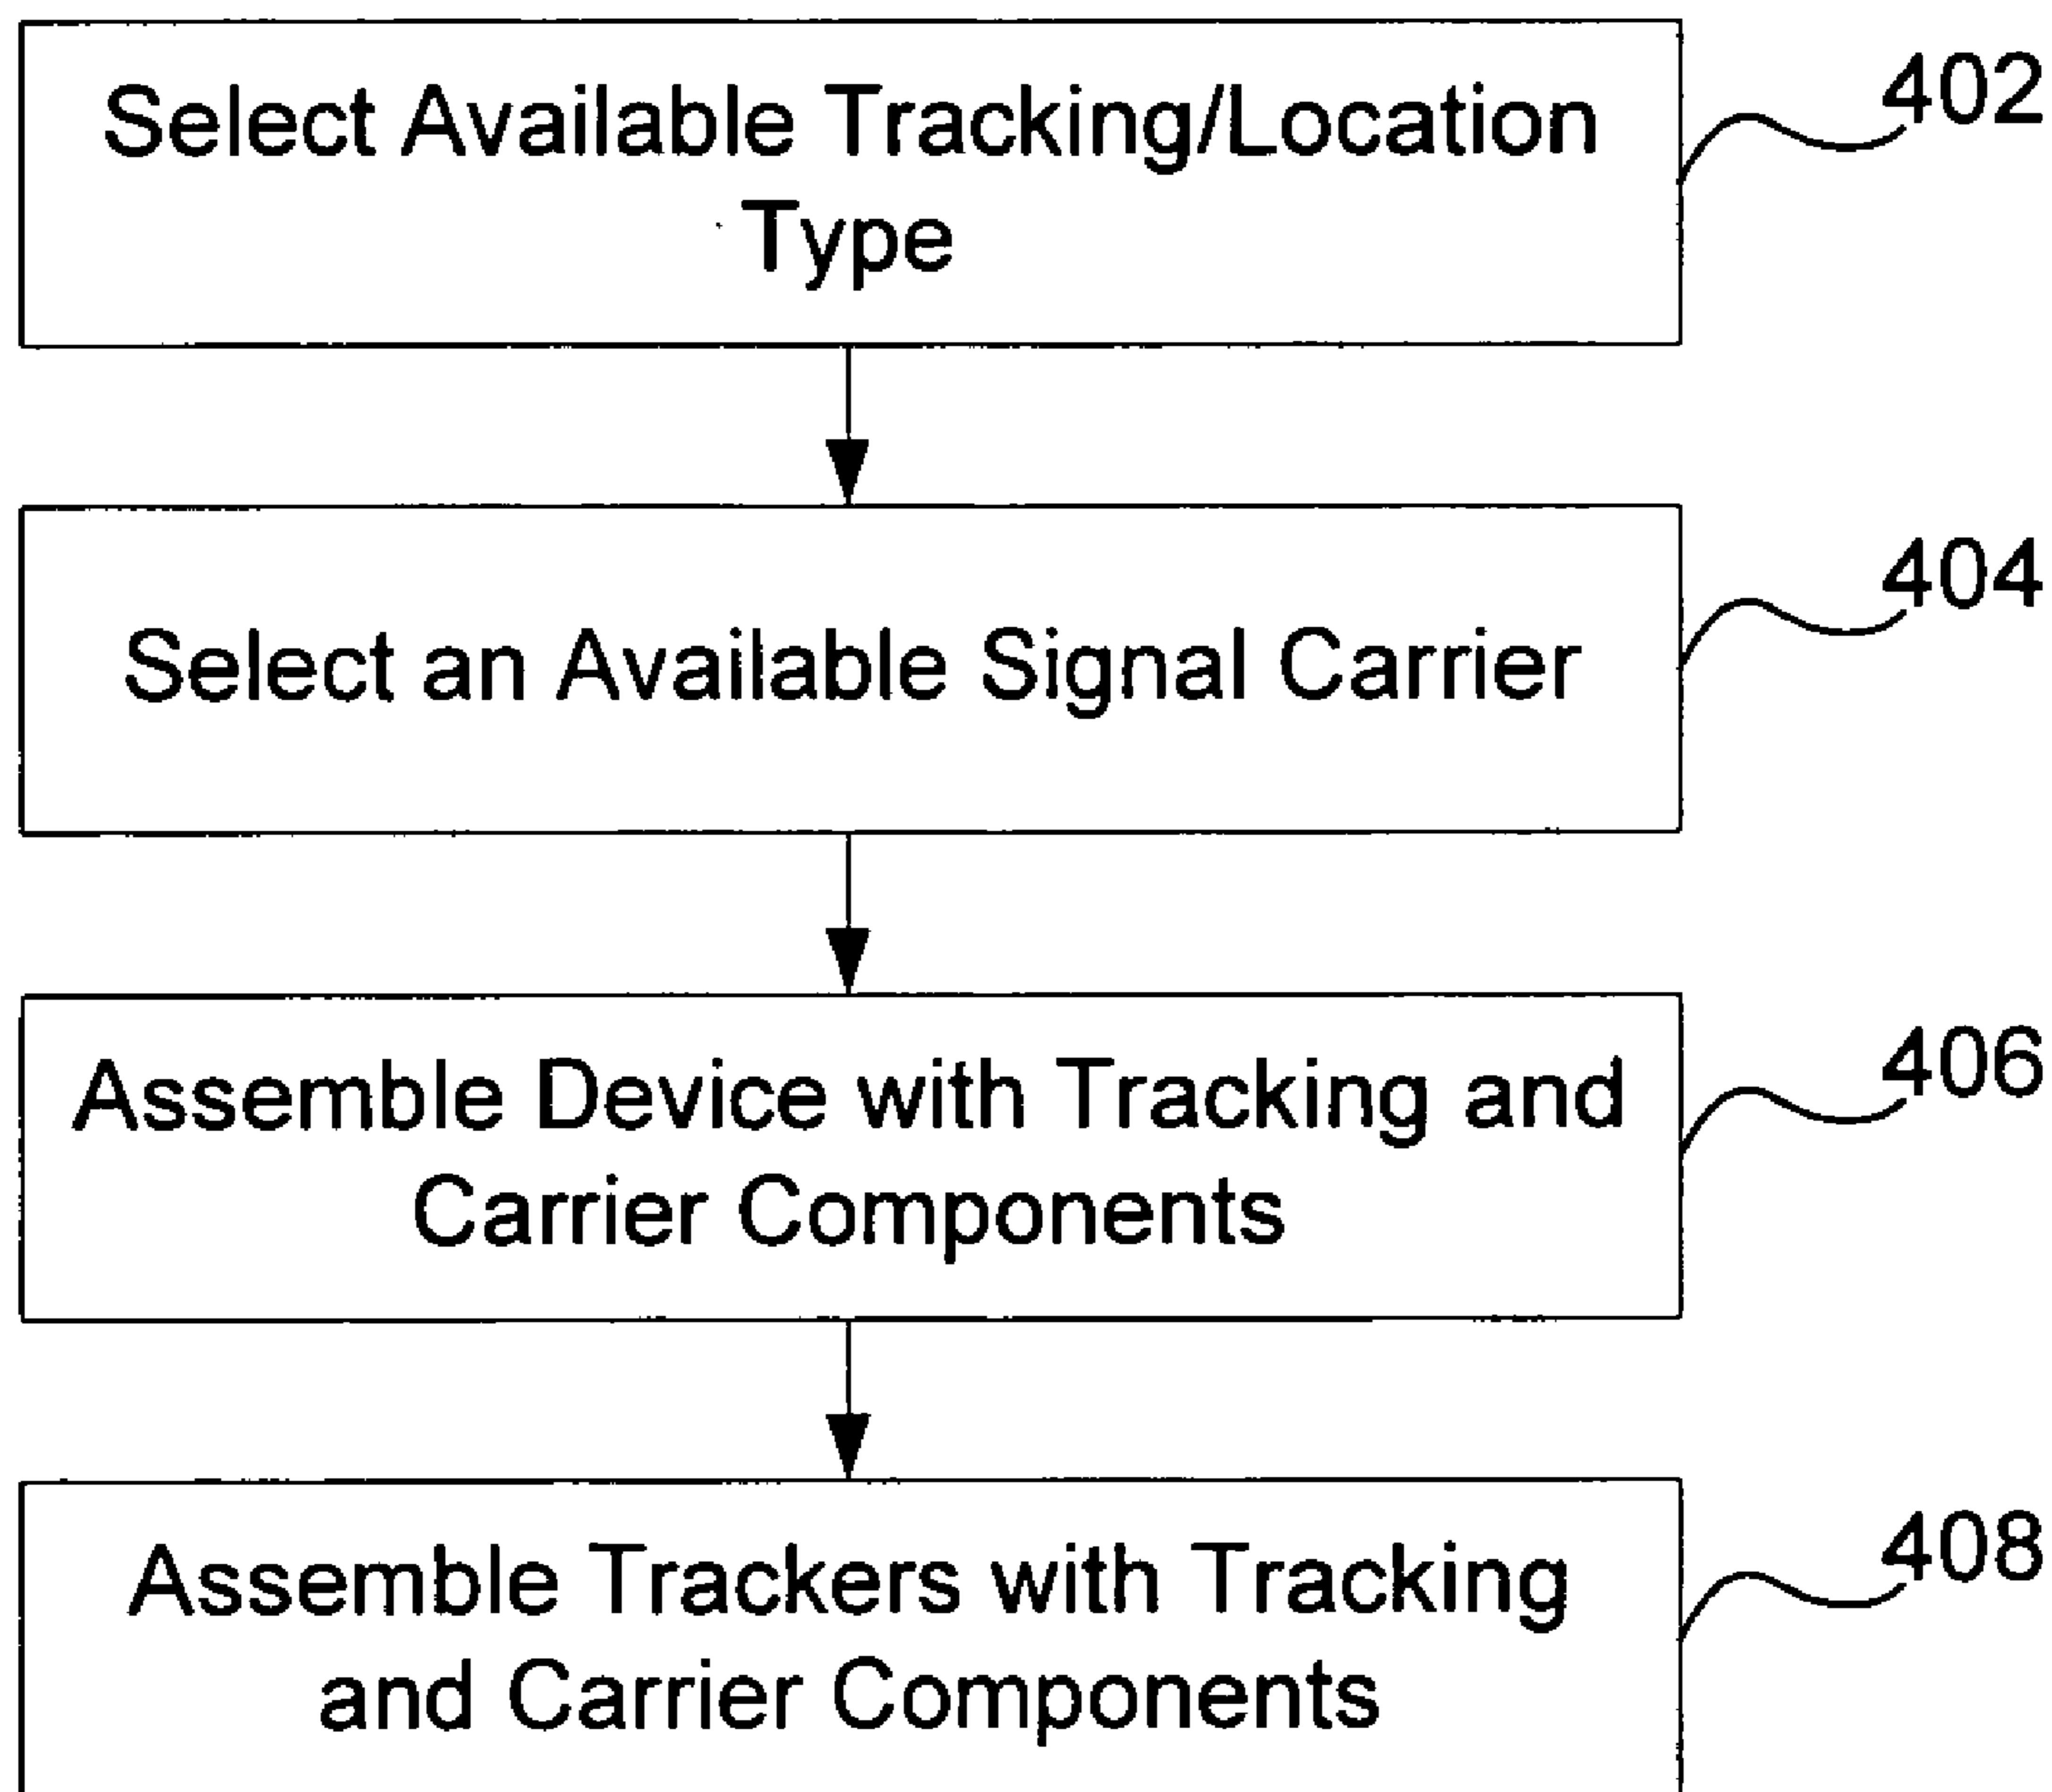 Select Available Tracking/Location
Type
402
Select an Available Signal Carrier
404
Assemble Device with Tracking and
Carrier Components
406
Assemble Trackers with Tracking
and Carrier Components
408